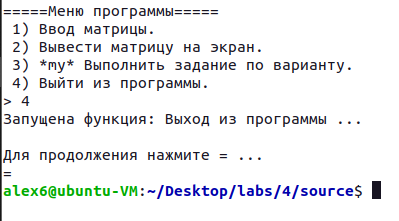 =====Меню программы=====
1) Ввод матрицы.
2) Вывести матрицу на экран.
3) *my* Выполнить задание по варианту.
4) Выйти из программы.
> 4
Запущена функция: Выход из программы ...
Для продолжения нажмите = ...
=
alex6@ubuntu-VM:~/Desktop/labs/4/source$